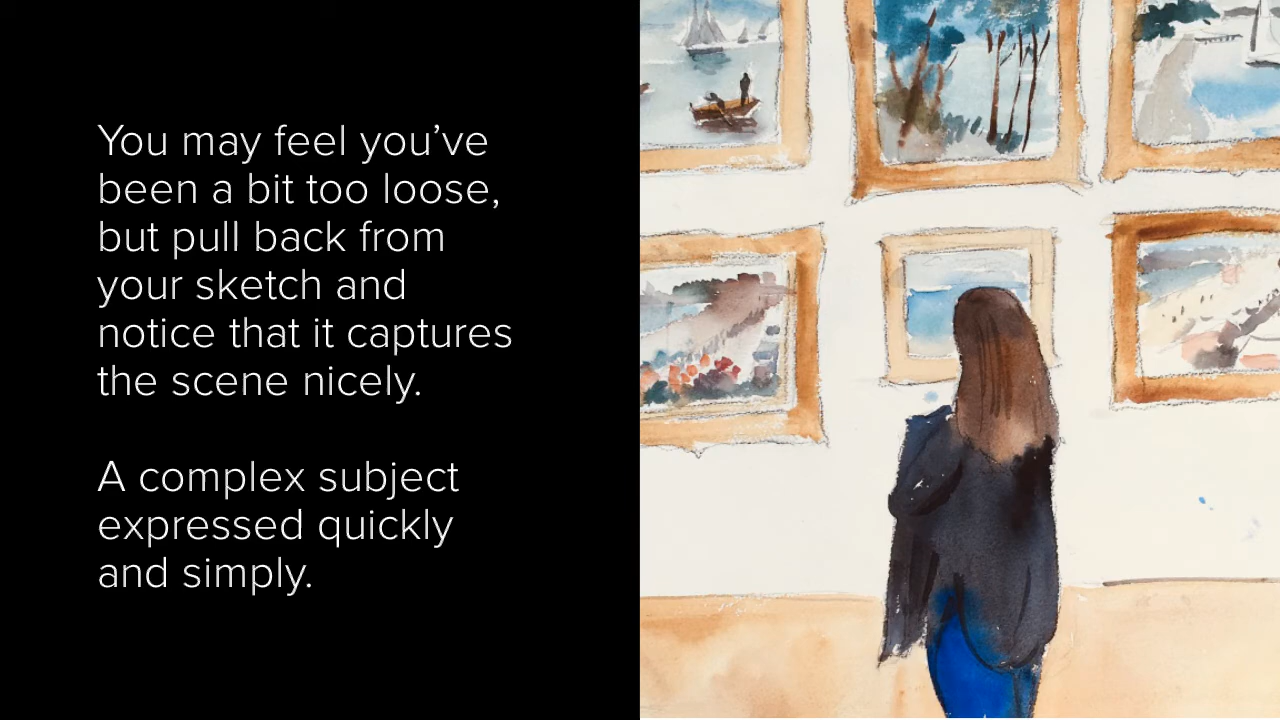 You may feel you’ve
been a bit too loose,
but pull back from
your sketch and
notice that it captures
the scene nicely.
A complex subject
expressed quickly
and simply.